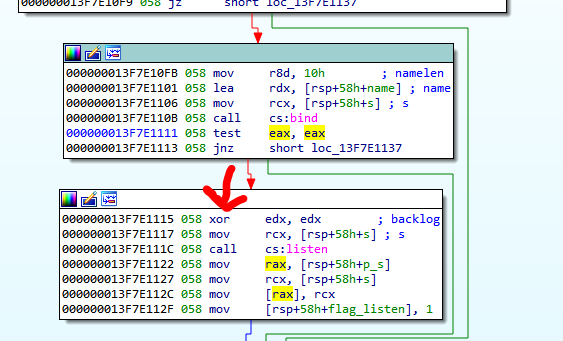 000000013F7E10F9 058 jz short loc_13F7E1137
000000013F7E10FB 058 mov r8d, 10h ; namelen
000000013F7E1101 058 lea rdx, [rsp+58h+name] ; name
000000013F7E1106 058 mov rcx, [rsp+58h+s] ; s
000000013F7E110B 058 call cs:bind
000000013F7E1111 058 test eax, eax
000000013F7E1113 058 jnz short loc_13F7E1137
000000013F7E1115 058 xor edx, edx ; backlog
000000013F7E1117 058 mov rcx, [rsp+58h+s] ; s
000000013F7E111C 058 call cs:listen
000000013F7E1122 058 mov rax, [rsp+58h+p_s]
000000013F7E1127 058 mov rcx, [rsp+58h+s]
000000013F7E112C 058 mov [rax], rcx
000000013F7E112F 058 mov [rsp+58h+flag_listen], 1